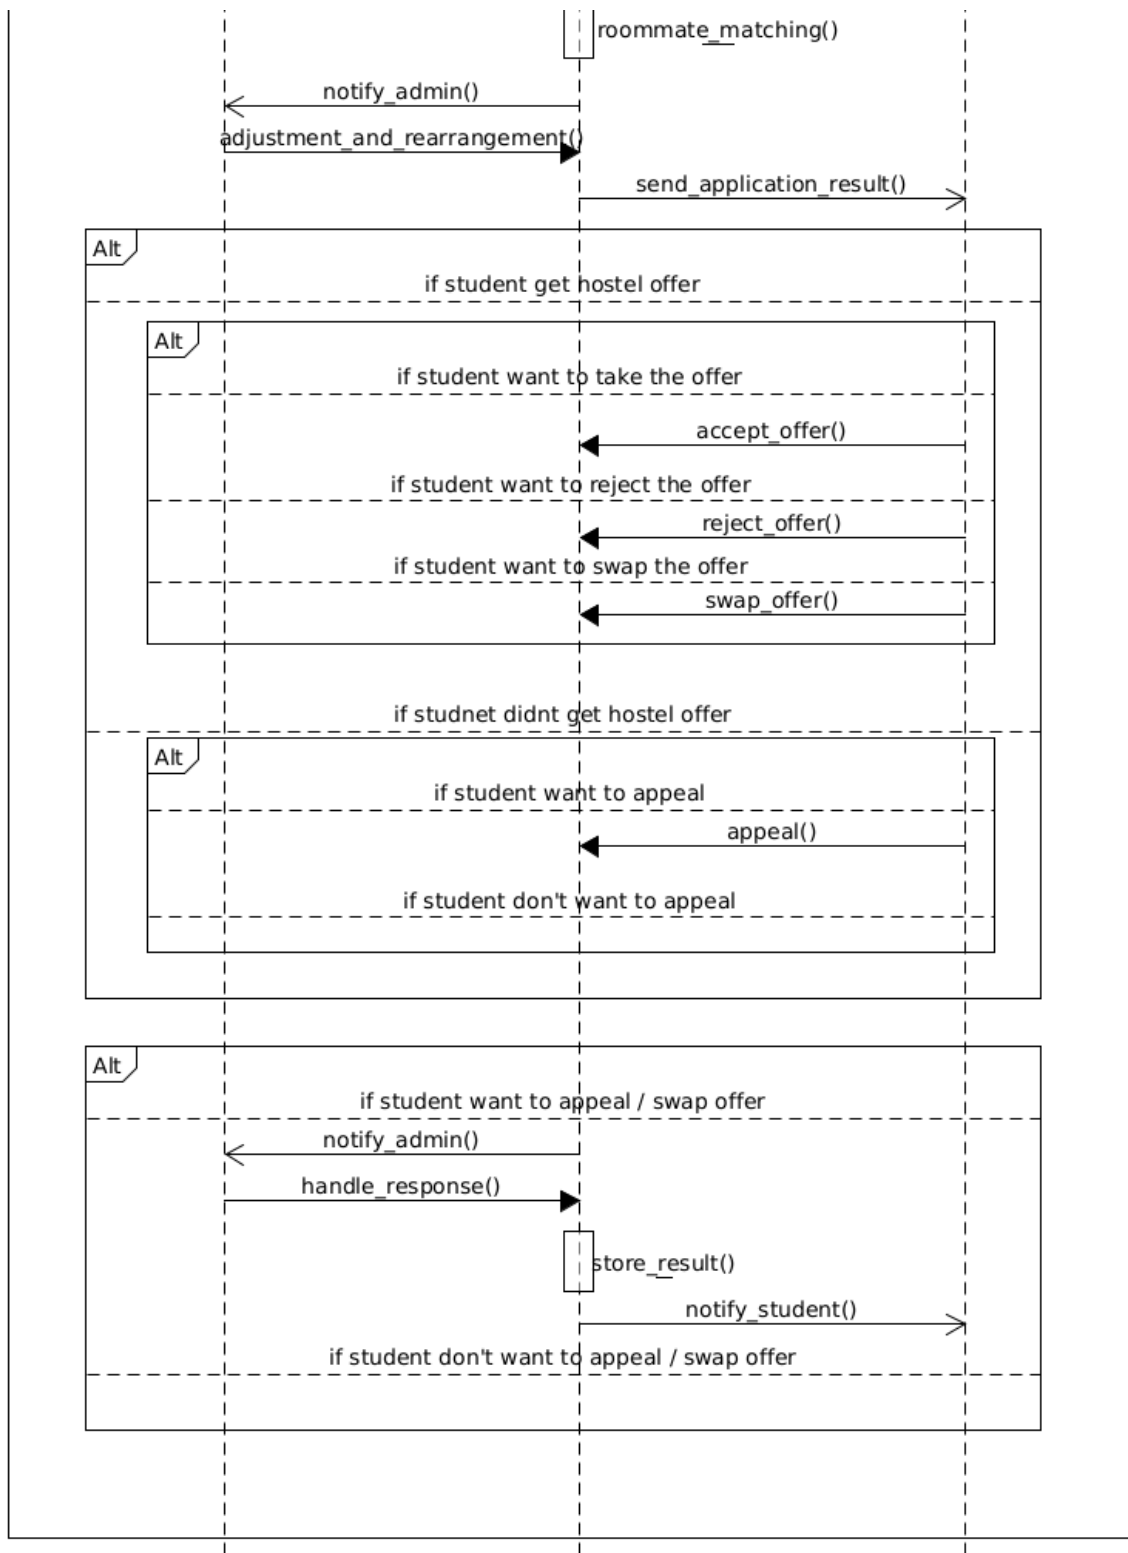 roommate_matching()
notify_admin()
adjustment_and_rearrangement()
send_application_result()
Alt
if student get hostel offer
Alt
if student want to take the offer
accept_offer()
if student want to reject the offer
reject_offer()
if student want to swap the offer
swap_offer()
if studnet didnt get hostel offer
Alt
if student want to appeal
appeal()
if student don't want to appeal
Alt
if student want to appeal / swap offer
notify_admin()
handle_response()
store_result()
notify_student()
if student don't want to appeal / swap offer